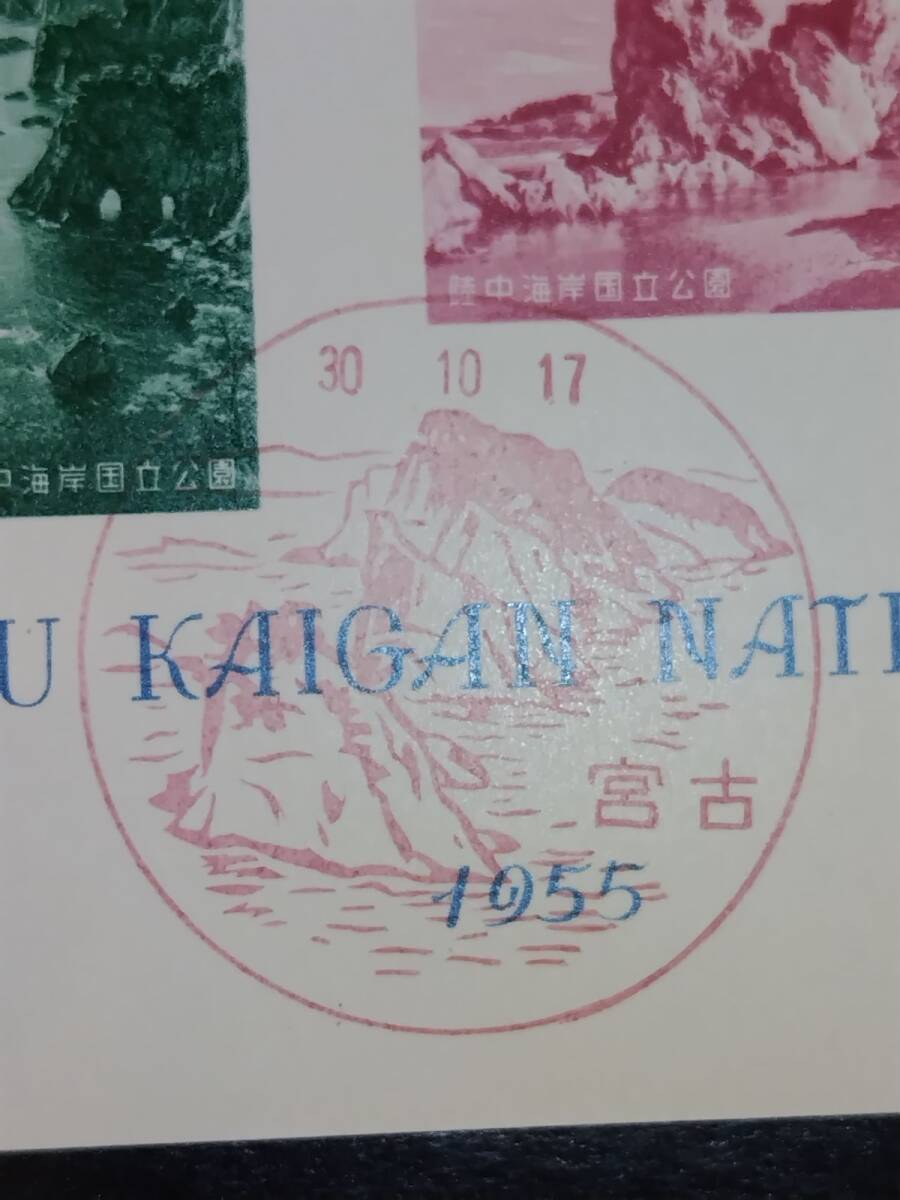 陸中海岸国立公園
30 10 17
中海岸国立公園
U KAIGAN NATI
宮古
1955